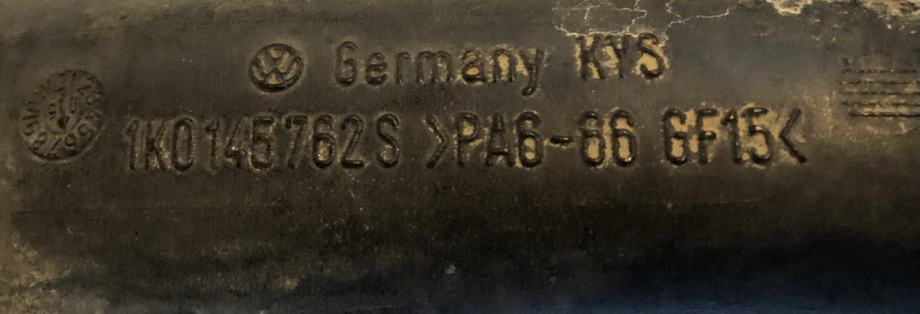 Germany KYS
1K0145762S >PA6-66 GF15<